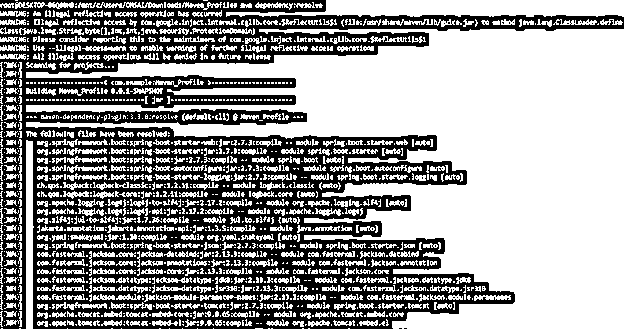 WARNING: An illegal reflective access operation has occurred
WARNING: Illegal reflective access by com.google.inject.internal.cglib.core.$ReflectUtils$1 (file:/usr/share/maven/lib/guice.jar) to method java.lang.ClassLoader.define
Class(java.lang.String,byte[],int,int,java.security.ProtectionDomain)
WARNING: Please consider reporting this to the maintainers of com.google.inject.internal.cglib.core.$ReflectUtils$1
WARNING: Use --illegal-access=warn to enable warnings of further illegal reflective access operations
WARNING: All illegal access operations will be denied in a future release
[INFO] Scanning for projects...
[INFO]
[INFO] --------------------< com.example:Maven_Profile >---------------------
[INFO] Building Maven_Profile 0.0.1-SNAPSHOT
[INFO] --------------------------------[ jar ]---------------------------------
[INFO]
[INFO] --- maven-dependency-plugin:3.3.0:resolve (default-cli) @ Maven_Profile ---
[INFO]
[INFO] The following files have been resolved:
[INFO] org.springframework.boot:spring-boot-starter-web:jar:2.7.3:compile -- module spring.boot.starter.web [auto]
[INFO] org.springframework.boot:spring-boot-starter:jar:2.7.3:compile -- module spring.boot.starter [auto]
[INFO] org.springframework.boot:spring-boot:jar:2.7.3:compile -- module spring.boot [auto]
[INFO] org.springframework.boot:spring-boot-autoconfigure:jar:2.7.3:compile -- module spring.boot.autoconfigure [auto]
[INFO] org.springframework.boot:spring-boot-starter-logging:jar:2.7.3:compile -- module spring.boot.starter.logging [auto]
[INFO] ch.qos.logback:logback-classic:jar:1.2.11:compile -- module logback.classic (auto)
[INFO] ch.qos.logback:logback-core:jar:1.2.11:compile -- module logback.core (auto)
[INFO] org.apache.logging.log4j:log4j-to-slf4j:jar:2.17.2:compile -- module org.apache.logging.slf4j [auto]
[INFO] org.apache.logging.log4j:log4j-api:jar:2.17.2:compile -- module org.apache.logging.log4j
[INFO] org.slf4j:jul-to-slf4j:jar:1.7.36:compile -- module jul.to.slf4j (auto)
[INFO] jakarta.annotation:jakarta.annotation-api:jar:1.3.5:compile -- module java.annotation [auto]
[INFO] org.yaml:snakeyaml:jar:1.30:compile -- module org.yaml.snakeyaml [auto]
[INFO] org.springframework.boot:spring-boot-starter-json:jar:2.7.3:compile -- module spring.boot.starter.json [auto]
[INFO] com.fasterxml.jackson.core:jackson-databind:jar:2.13.3:compile -- module com.fasterxml.jackson.databind
[INFO] com.fasterxml.jackson.core:jackson-annotations:jar:2.13.3:compile -- module com.fasterxml.jackson.annotation
[INFO] com.fasterxml.jackson.core:jackson-core:jar:2.13.3:compile -- module com.fasterxml.jackson.core
[INFO] com.fasterxml.jackson.datatype:jackson-datatype-jdk8:jar:2.13.3:compile -- module com.fasterxml.jackson.datatype.jdk8
[INFO] com.fasterxml.jackson.datatype:jackson-datatype-jsr310:jar:2.13.3:compile -- module com.fasterxml.jackson.datatype.jsr310
[INFO] com.fasterxml.jackson.module:jackson-module-parameter-names:jar:2.13.3:compile -- module com.fasterxml.jackson.module.paramnames
[INFO] org.springframework.boot:spring-boot-starter-tomcat:jar:2.7.3:compile -- module spring.boot.starter.tomcat [auto]
[INFO] org.apache.tomcat.embed:tomcat-embed-core:jar:9.0.65:compile -- module org.apache.tomcat.embed.core
[INFO] org.apache.tomcat.embed:tomcat-embed-el:jar:9.0.65:compile -- module org.apache.tomcat.embed.el